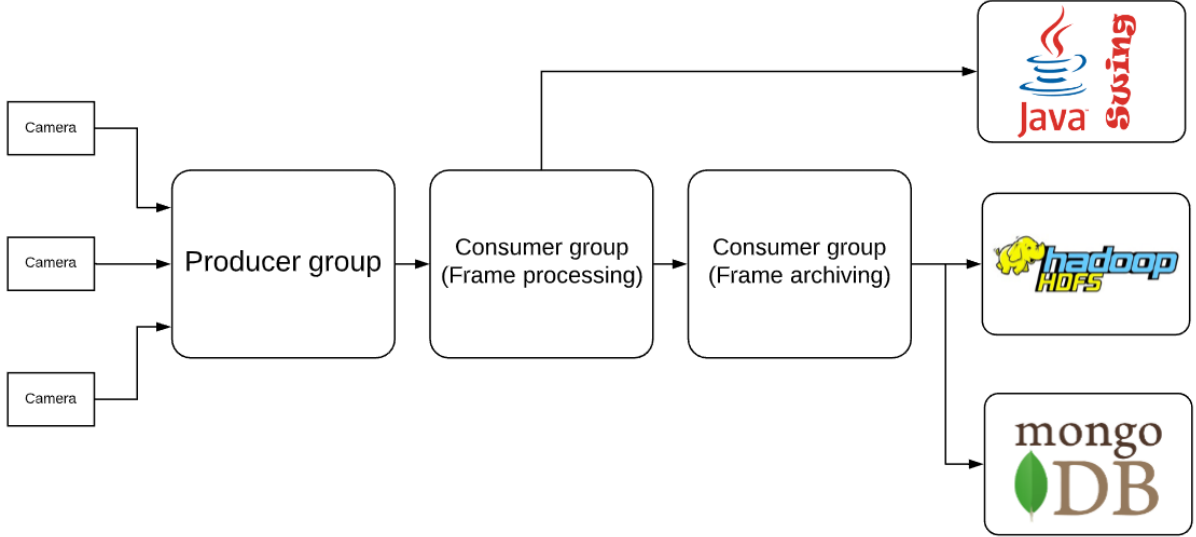 Camera
Camera
Camera
Producer group
Consumer group
(Frame processing)
Consumer group
(Frame archiving)
Java
Swing
hadoop
HDFS
mongo
DB